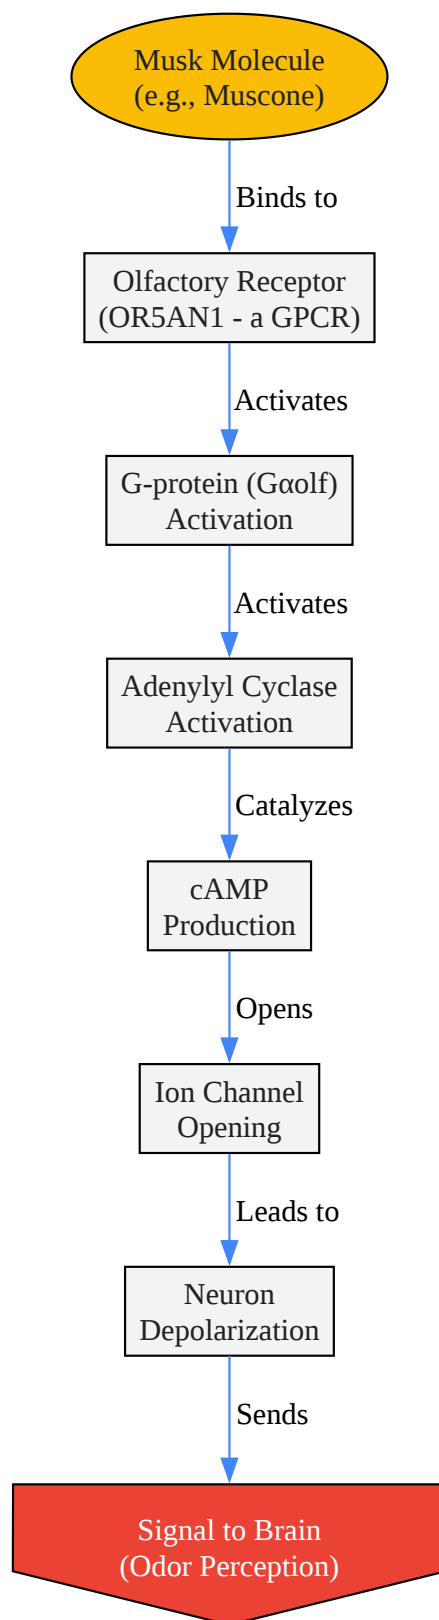 Musk Molecule
(e.g., Muscone)
Binds to
Olfactory Receptor
(OR5AN1 - a GPCR)
Activates
G-protein (Gαolf)
Activation
Activates
Adenylyl Cyclase
Activation
Catalyzes
cAMP
Production
Opens
Ion Channel
Opening
Leads to
Neuron
Depolarization
Sends
Signal to Brain
(Odor Perception)